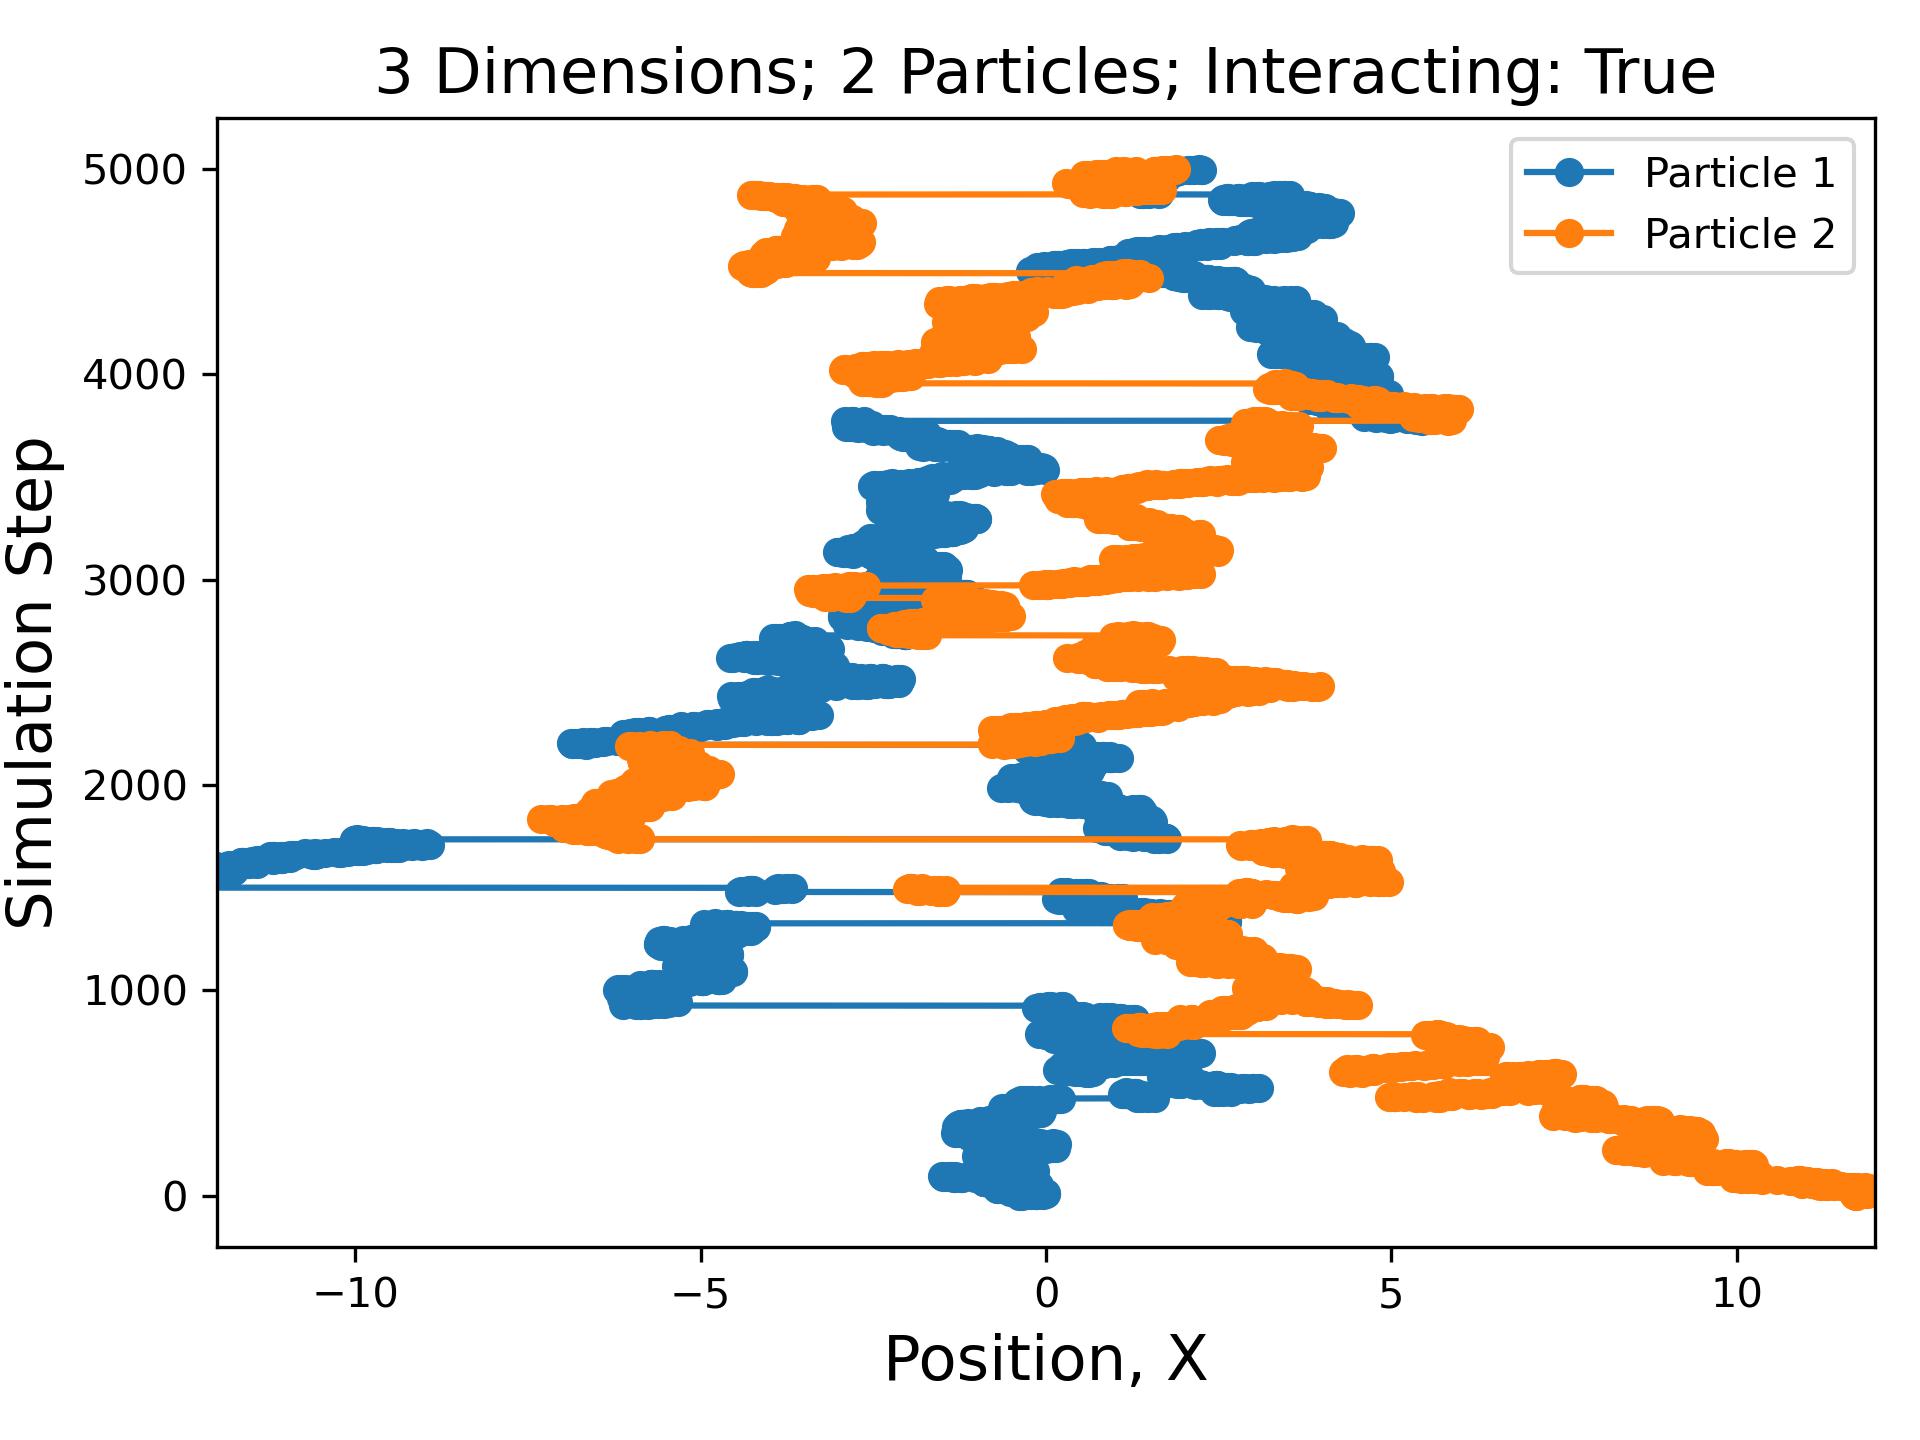 3 Dimensions; 2 Particles; Interacting: True
Particle 1
Particle 2
Simulation Step
5000
4000
3000
2000
1000
0
−10
−5
0
5
10
Position, X